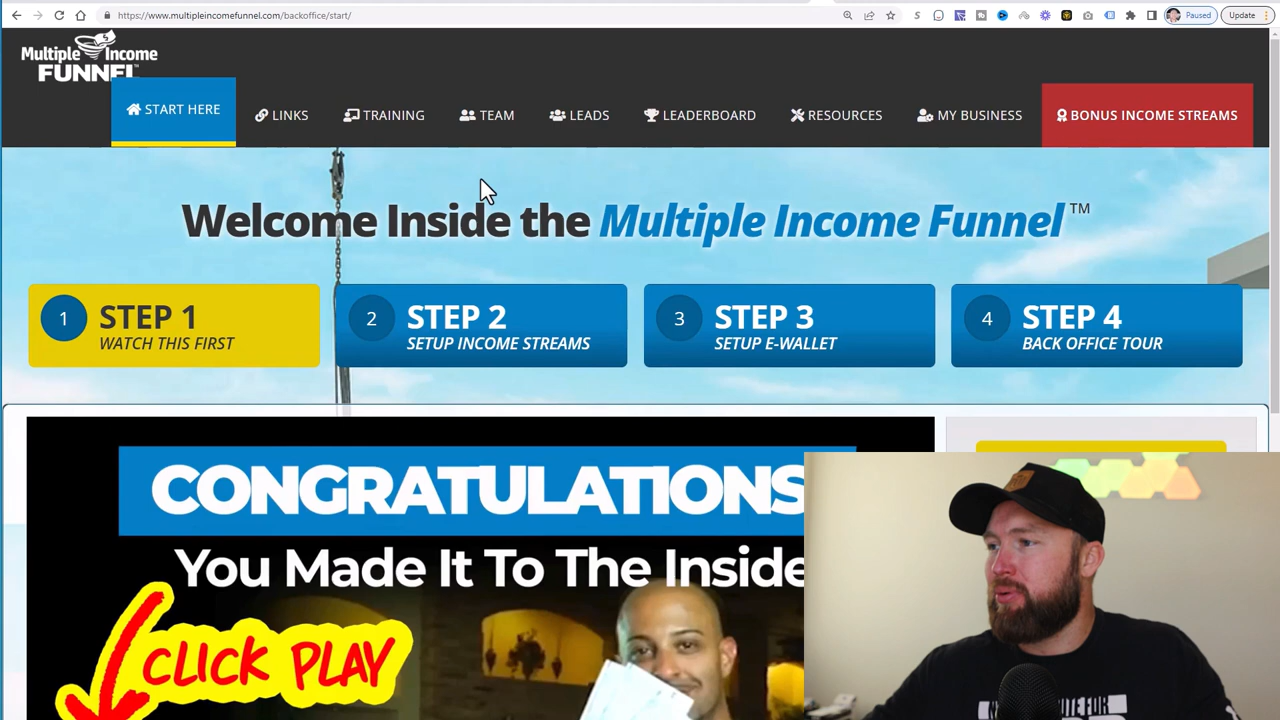 https://www.multipleincomefunnel.com/backoffice/start/
Paused
Update
Multiple Income
FUNNEL
START HERE
LINKS
TRAINING
TEAM
LEADS
LEADERBOARD
RESOURCES
MY BUSINESS
BONUS INCOME STREAMS
Welcome Inside the Multiple Income Funnel™
1 STEP 1
WATCH THIS FIRST
2 STEP 2
SETUP INCOME STREAMS
3 STEP 3
SETUP E-WALLET
4 STEP 4
BACK OFFICE TOUR
CONGRATULATIONS
You Made It To The Inside
CLICK PLAY